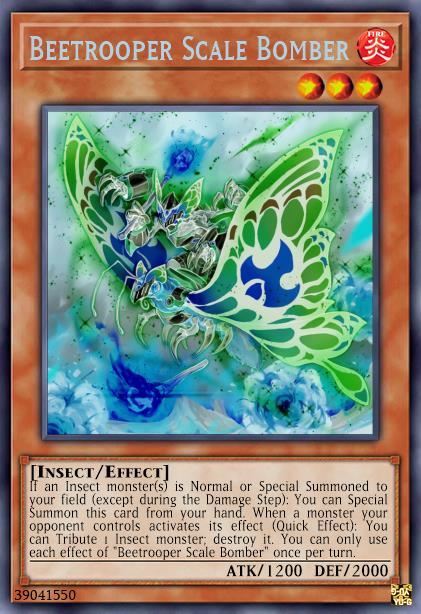 Beetrooper Scale Bomber
FIRE
炎
[Insect/Effect]
If an Insect monster(s) is Normal or Special Summoned to
your field (except during the Damage Step): You can Special
Summon this card from your hand. When a monster your
opponent controls activates its effect (Quick Effect): You
can Tribute 1 Insect monster; destroy it. You can only use
each effect of "Beetrooper Scale Bomber" once per turn.
ATK/1200 DEF/2000
39041550